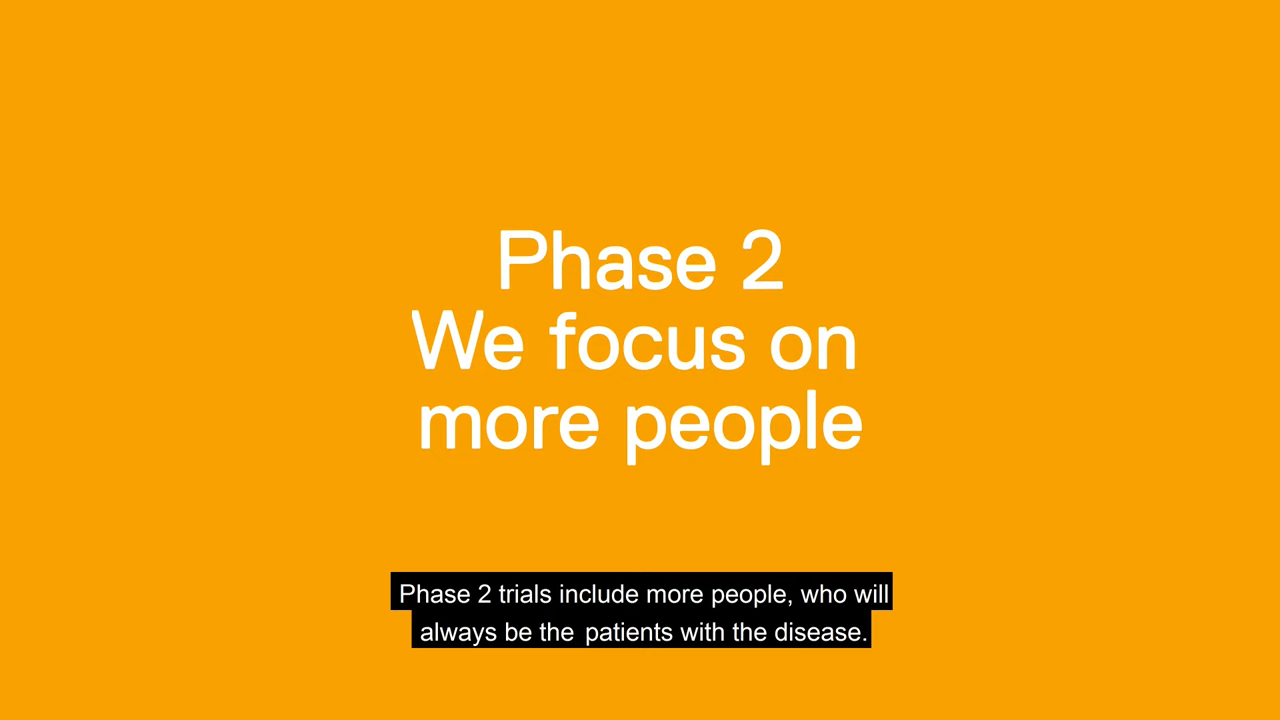 Phase 2
We focus on
more people
Phase 2 trials include more people, who will
always be the patients with the disease.